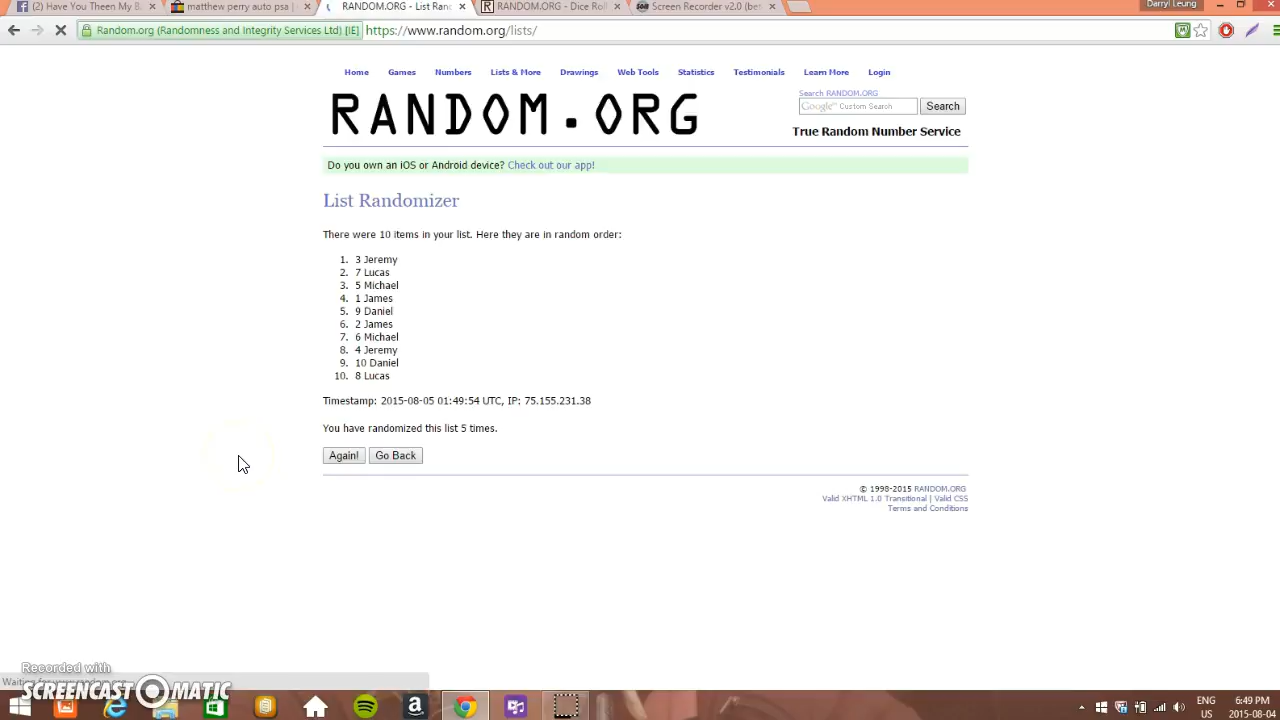 (2) Have You Then My B
matthew perry auto psa |
RANDOM.ORG - List Ran
RANDOM.ORG - Dice Roll
Screen Recorder v2.0 (be
Darryl Leung
Random.org (Randomness and Integrity Services Ltd) [IE] https://www.random.org/lists/
Home Games Numbers Lists & More Drawings Web Tools Statistics Testimonials Learn More Login
RANDOM.ORG
Search RANDOM.ORG
Google™ Custom Search Search
True Random Number Service
Do you own an iOS or Android device? Check out our app!
List Randomizer
There were 10 items in your list. Here they are in random order:
1. 3 Jeremy
2. 7 Lucas
3. 5 Michael
4. 1 James
5. 9 Daniel
6. 2 James
7. 6 Michael
8. 4 Jeremy
9. 10 Daniel
10. 8 Lucas
Timestamp: 2015-08-05 01:49:54 UTC, IP: 75.155.231.38
You have randomized this list 5 times.
Again! Go Back
© 1998-2015 RANDOM.ORG
Valid XHTML 1.0 Transitional | Valid CSS
Terms and Conditions
Recorded with
Waiting for www.random.org
SCREENCAST MATIC
ENG
US
6:49 PM
2015-08-04